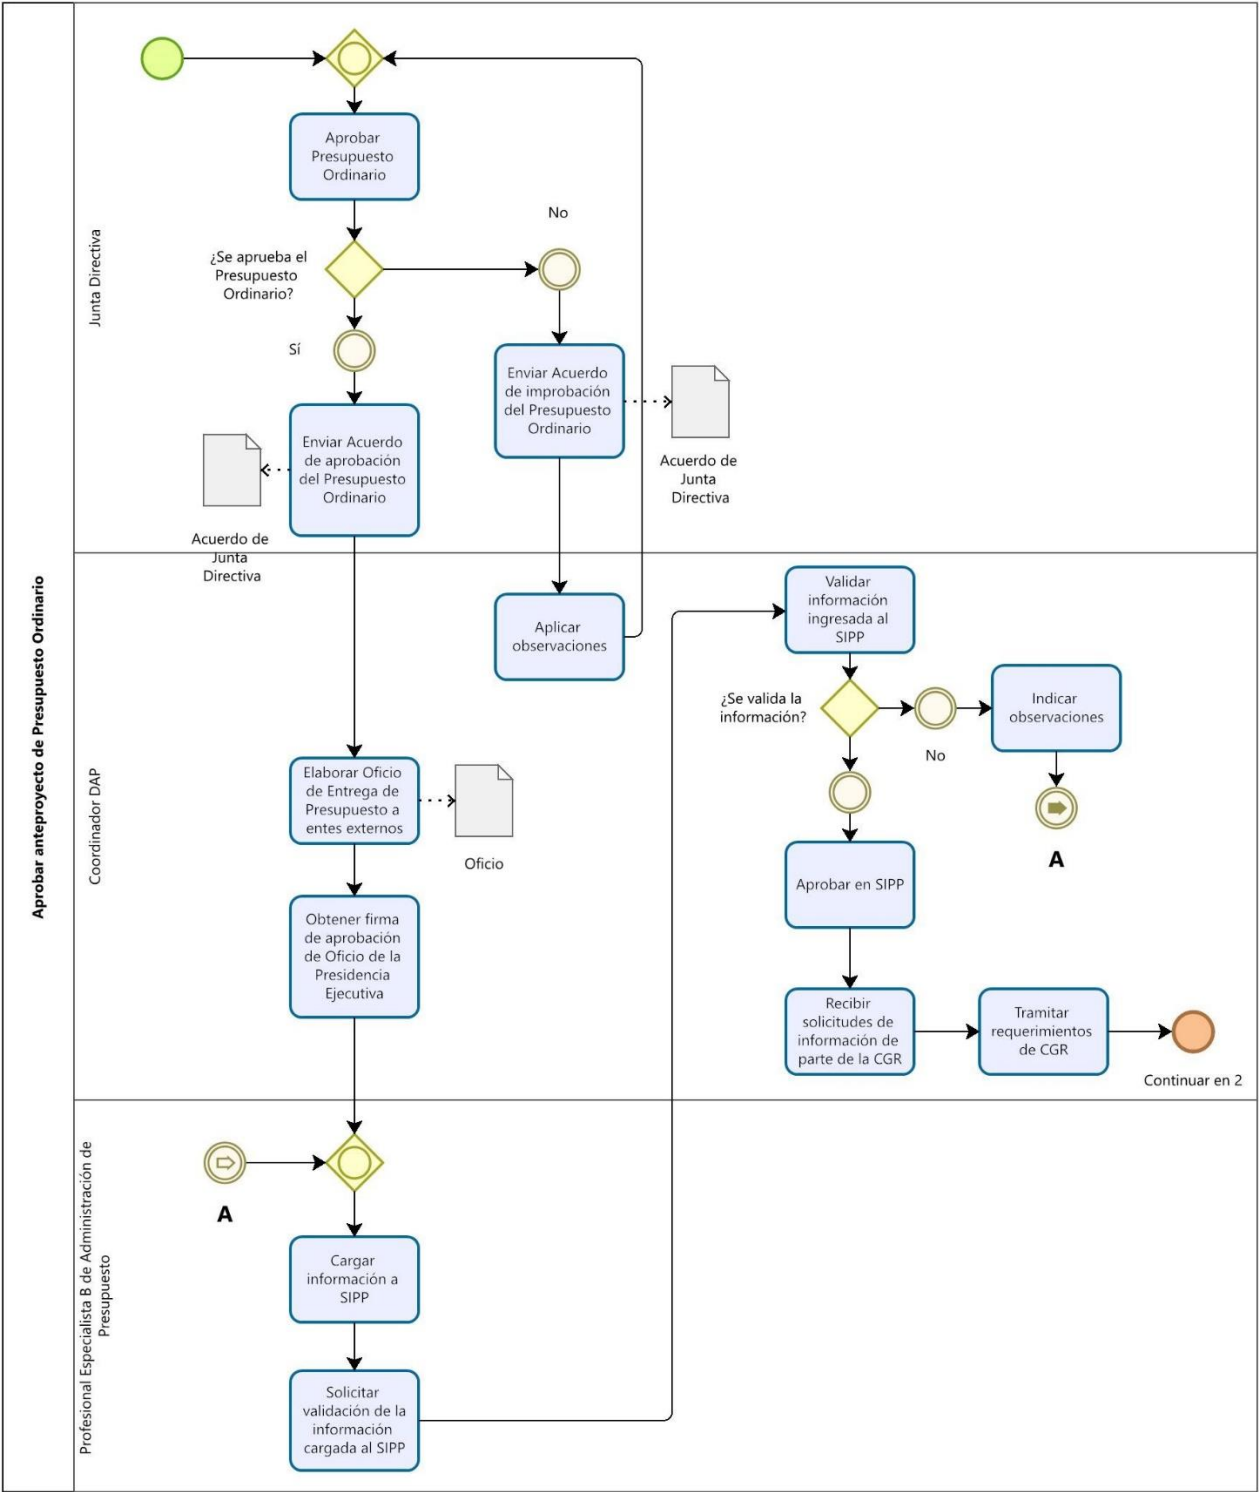 Aprobar anteproyecto de Presupuesto Ordinario
Junta Directiva
Aprobar
Presupuesto
Ordinario
¿Se aprueba el
Presupuesto
Ordinario?
No
Sí
Enviar Acuerdo
de aprobación
del Presupuesto
Ordinario
Acuerdo de
Junta
Directiva
Enviar Acuerdo
de improbación
del Presupuesto
Ordinario
Acuerdo de
Junta
Directiva
Coordinador DAP
Aplicar
observaciones
Elaborar Oficio
de Entrega de
Presupuesto a
entes externos
Oficio
Obtener firma
de aprobación
de Oficio de la
Presidencia
Ejecutiva
Validar
información
ingresada al
SIPP
¿Se valida la
información?
No
Indicar
observaciones
A
Aprobar en SIPP
Recibir
solicitudes de
información de
parte de la CGR
Tramitar
requerimientos
de CGR
Continuar en 2
Profesional Especialista B de Administración de
Presupuesto
A
Cargar
información a
SIPP
Solicitar
validación de la
información
cargada al SIPP